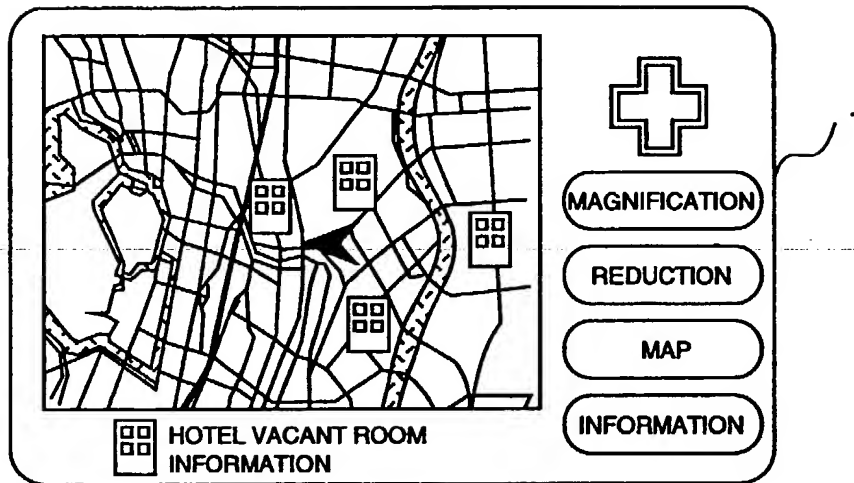 MAGNIFICATION
REDUCTION
MAP
INFORMATION
HOTEL VACANT ROOM
INFORMATION